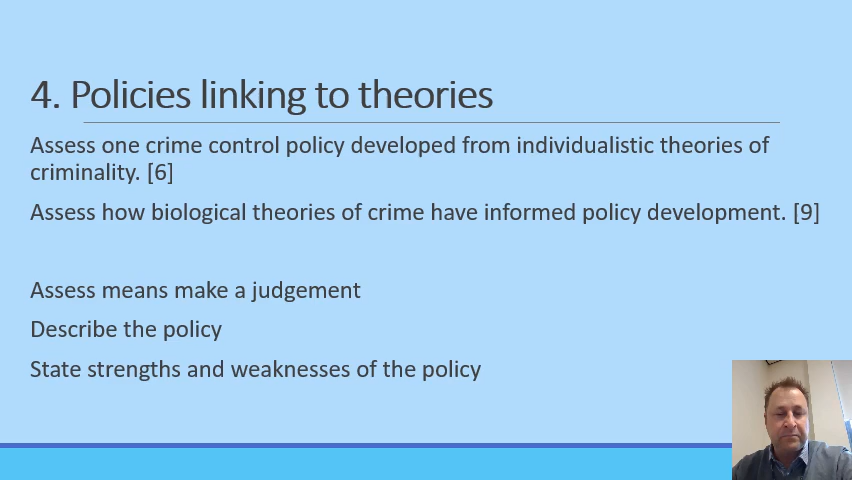 4. Policies linking to theories
Assess one crime control policy developed from individualistic theories of
criminality. [6]
Assess how biological theories of crime have informed policy development. [9]
Assess means make a judgement
Describe the policy
State strengths and weaknesses of the policy